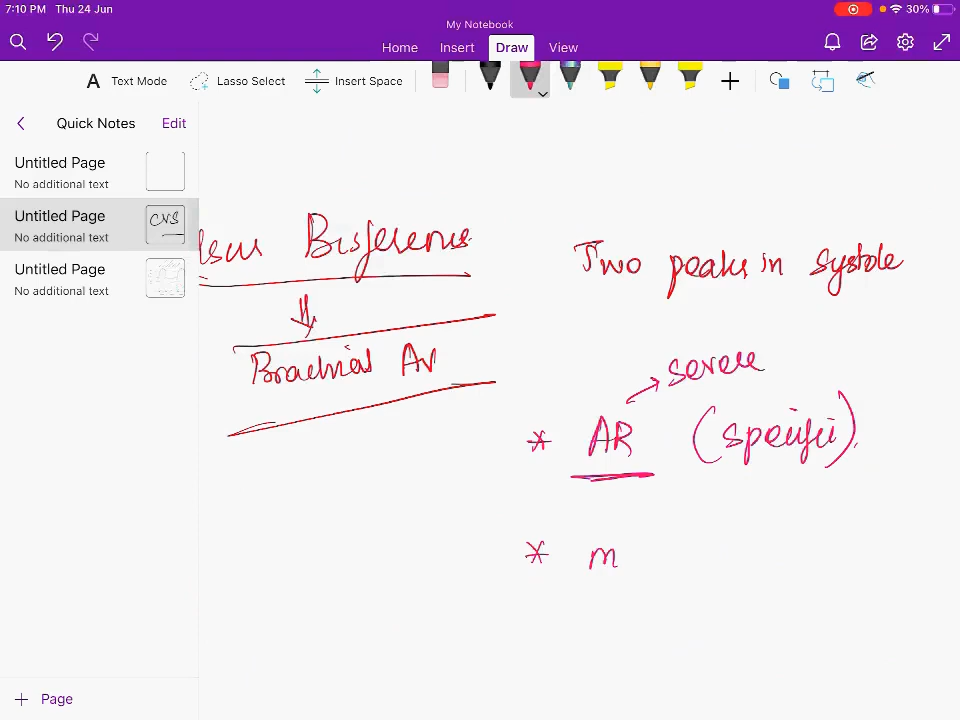 7:10 PM Thu 24 Jun
30%
My Notebook
Home Insert Draw View
Text Mode Lasso Select Insert Space
Quick Notes Edit
Untitled Page
No additional text
Untitled Page
No additional text
CNS
Untitled Page
No additional text
Page
lsus Bisference
Two peaks in systole
Brachial Ar
severe
* AR (specific).
* m